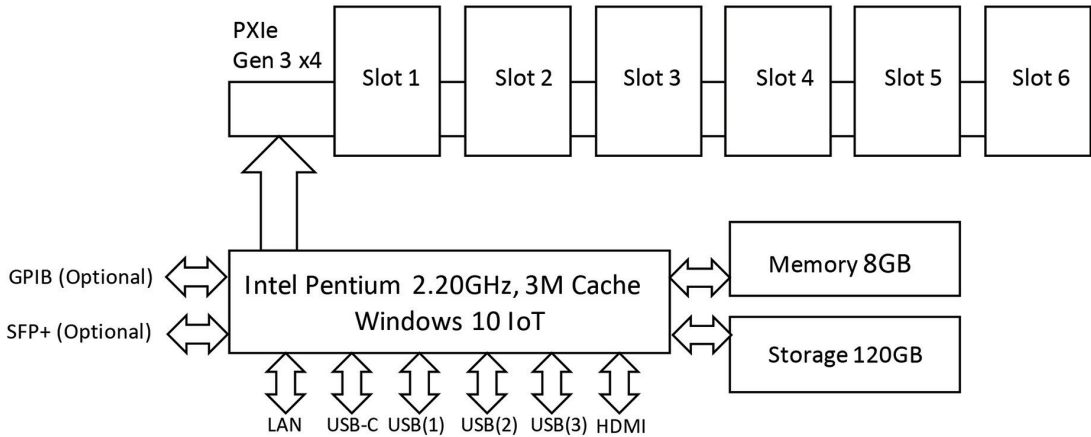 PXIe
Gen 3 x4
Slot 1
Slot 2
Slot 3
Slot 4
Slot 5
Slot 6
GPIB (Optional)
SFP+ (Optional)
Intel Pentium 2.20GHz, 3M Cache
Windows 10 IoT
Memory 8GB
Storage 120GB
LAN
USB-C
USB(1)
USB(2)
USB(3)
HDMI